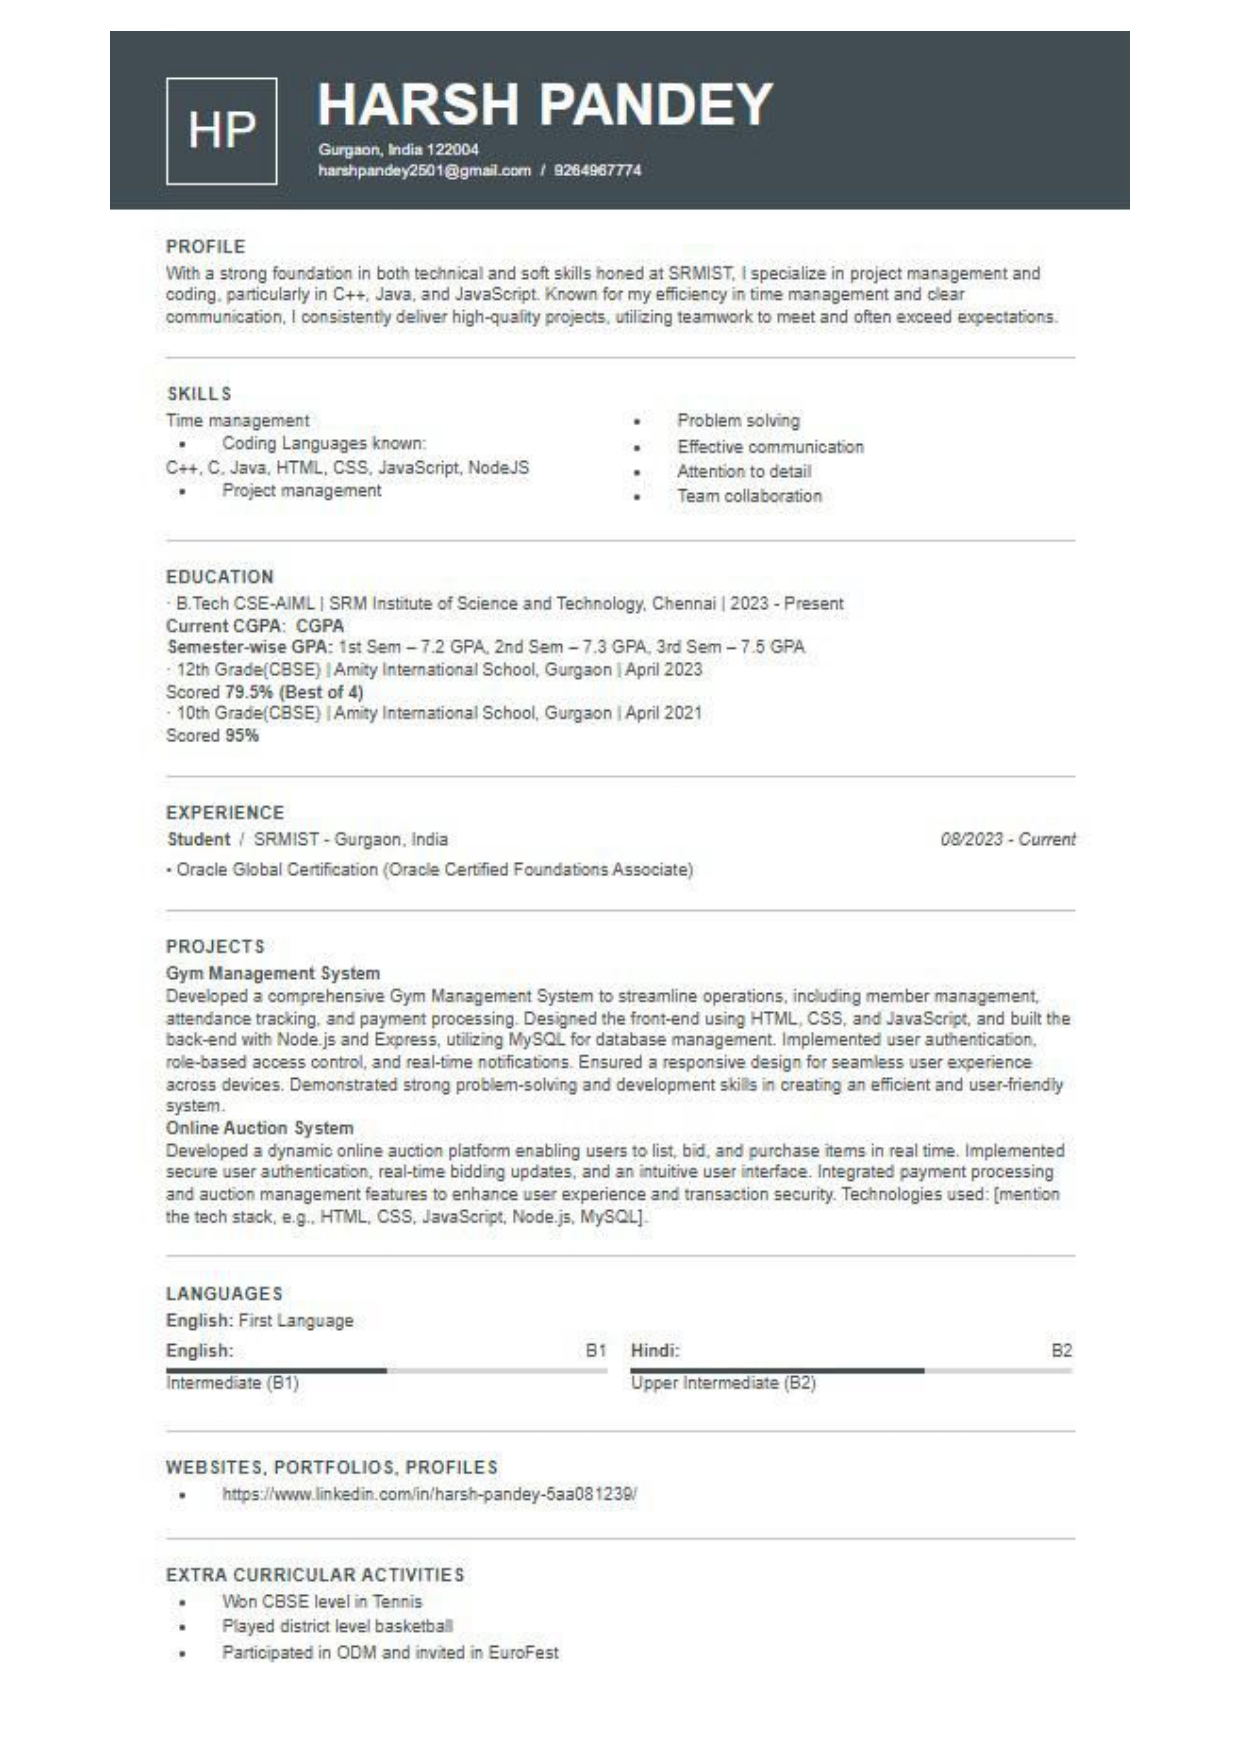 HP
HARSH PANDEY
Gurgaon, India 122004
harshpandey2501@gmail.com / 9264967774
PROFILE
With a strong foundation in both technical and soft skills honed at SRMIST, I specialize in project management and
coding, particularly in C++, Java, and JavaScript. Known for my efficiency in time management and clear
communication, I consistently deliver high-quality projects, utilizing teamwork to meet and often exceed expectations.
SKILLS
Time management
• Coding Languages known:
C++, C, Java, HTML, CSS, JavaScript, NodeJS
• Project management
• Problem solving
• Effective communication
• Attention to detail
• Team collaboration
EDUCATION
· B.Tech CSE-AIML | SRM Institute of Science and Technology, Chennai | 2023 - Present
Current CGPA: CGPA
Semester-wise GPA: 1st Sem – 7.2 GPA, 2nd Sem – 7.3 GPA, 3rd Sem – 7.5 GPA
· 12th Grade(CBSE) | Amity International School, Gurgaon | April 2023
Scored 79.5% (Best of 4)
· 10th Grade(CBSE) | Amity International School, Gurgaon | April 2021
Scored 95%
EXPERIENCE
Student / SRMIST - Gurgaon, India 08/2023 - Current
• Oracle Global Certification (Oracle Certified Foundations Associate)
PROJECTS
Gym Management System
Developed a comprehensive Gym Management System to streamline operations, including member management,
attendance tracking, and payment processing. Designed the front-end using HTML, CSS, and JavaScript, and built the
back-end with Node.js and Express, utilizing MySQL for database management. Implemented user authentication,
role-based access control, and real-time notifications. Ensured a responsive design for seamless user experience
across devices. Demonstrated strong problem-solving and development skills in creating an efficient and user-friendly
system.
Online Auction System
Developed a dynamic online auction platform enabling users to list, bid, and purchase items in real time. Implemented
secure user authentication, real-time bidding updates, and an intuitive user interface. Integrated payment processing
and auction management features to enhance user experience and transaction security. Technologies used: [mention
the tech stack, e.g., HTML, CSS, JavaScript, Node.js, MySQL].
LANGUAGES
English: First Language
English: B1
Intermediate (B1)
Hindi: B2
Upper Intermediate (B2)
WEBSITES, PORTFOLIOS, PROFILES
• https://www.linkedin.com/in/harsh-pandey-5aa081239/
EXTRA CURRICULAR ACTIVITIES
• Won CBSE level in Tennis
• Played district level basketball
• Participated in ODM and invited in EuroFest